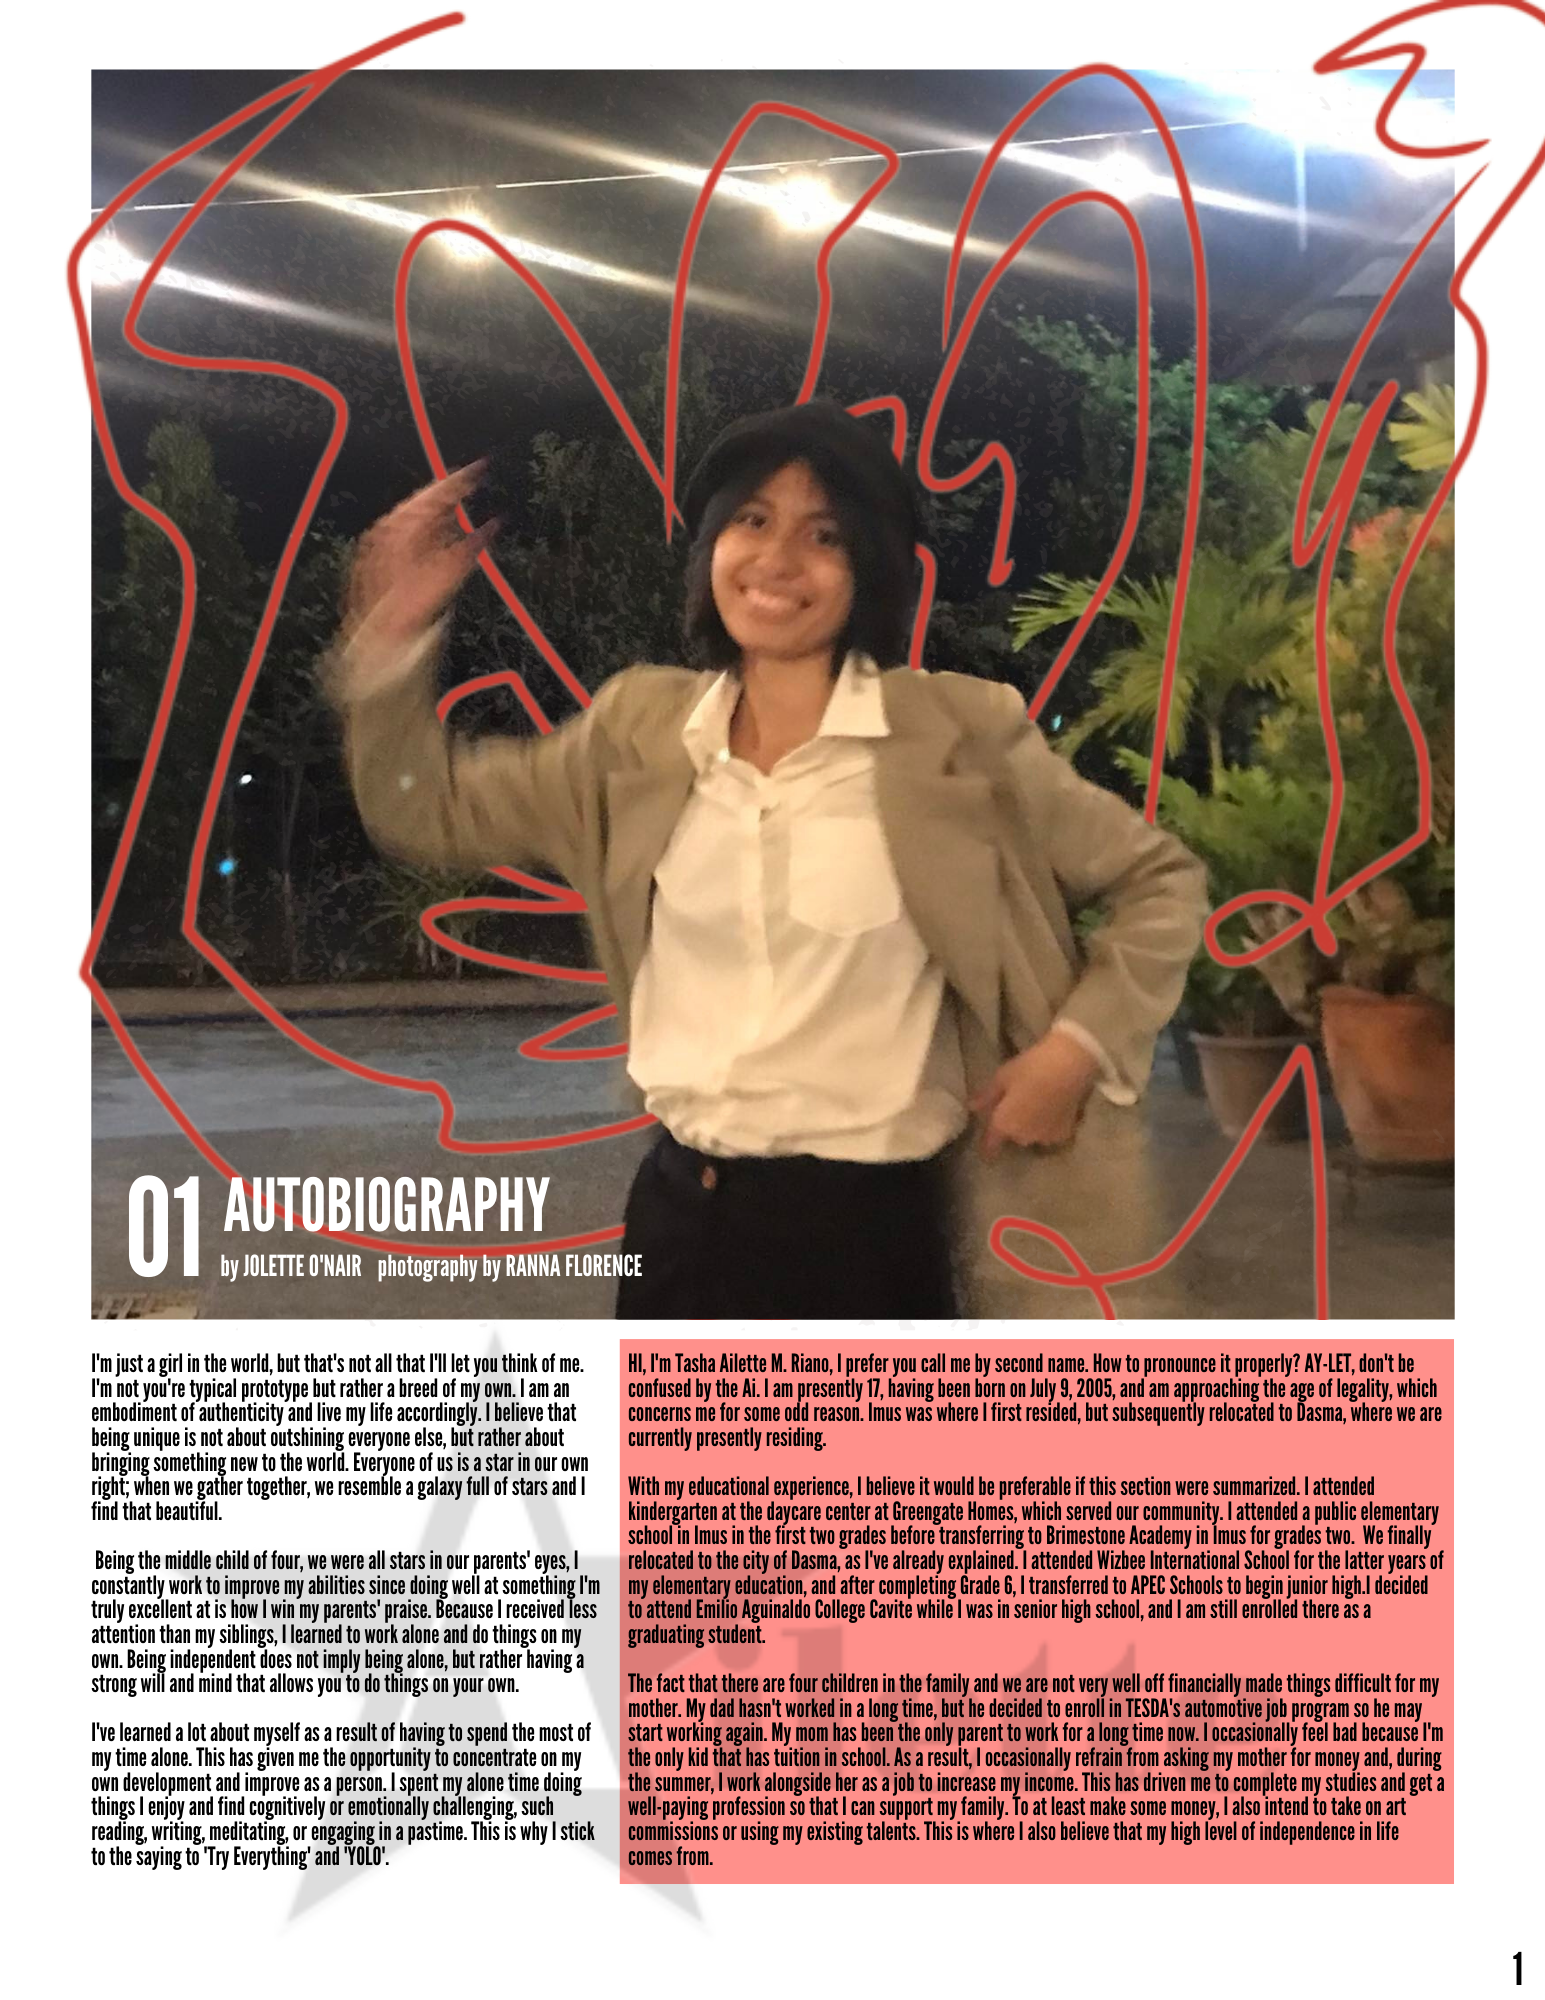 01 AUTOBIOGRAPHY
by JOLETTE O'NAIR photography by RANNA FLORENCE
I'm just a girl in the world, but that's not all that I'll let you think of me.
I'm not you're typical prototype but rather a breed of my own. I am an
embodiment of authenticity and live my life accordingly. I believe that
being unique is not about outshining everyone else, but rather about
bringing something new to the world. Everyone of us is a star in our own
right; when we gather together, we resemble a galaxy full of stars and I
find that beautiful.
Being the middle child of four, we were all stars in our parents' eyes, I
constantly work to improve my abilities since doing well at something I'm
truly excellent at is how I win my parents' praise. Because I received less
attention than my siblings, I learned to work alone and do things on my
own. Being independent does not imply being alone, but rather having a
strong will and mind that allows you to do things on your own.
I've learned a lot about myself as a result of having to spend the most of
my time alone. This has given me the opportunity to concentrate on my
own development and improve as a person. I spent my alone time doing
things I enjoy and find cognitively or emotionally challenging, such
reading, writing, meditating, or engaging in a pastime. This is why I stick
to the saying to 'Try Everything' and 'YOLO'.
HI, I'm Tasha Ailette M. Riano, I prefer you call me by second name. How to pronounce it properly? AY-LET, don't be
confused by the Ai. I am presently 17, having been born on July 9, 2005, and am approaching the age of legality, which
concerns me for some odd reason. Imus was where I first resided, but subsequently relocated to Dasma, where we are
currently presently residing.
With my educational experience, I believe it would be preferable if this section were summarized. I attended
kindergarten at the daycare center at Greengate Homes, which served our community. I attended a public elementary
school in Imus in the first two grades before transferring to Brimestone Academy in Imus for grades two. We finally
relocated to the city of Dasma, as I've already explained. I attended Wizbee International School for the latter years of
my elementary education, and after completing Grade 6, I transferred to APEC Schools to begin junior high.I decided
to attend Emilio Aguinaldo College Cavite while I was in senior high school, and I am still enrolled there as a
graduating student.
The fact that there are four children in the family and we are not very well off financially made things difficult for my
mother. My dad hasn't worked in a long time, but he decided to enroll in TESDA's automotive job program so he may
start working again. My mom has been the only parent to work for a long time now. I occasionally feel bad because I'm
the only kid that has tuition in school. As a result, I occasionally refrain from asking my mother for money and, during
the summer, I work alongside her as a job to increase my income. This has driven me to complete my studies and get a
well-paying profession so that I can support my family. To at least make some money, I also intend to take on art
commissions or using my existing talents. This is where I also believe that my high level of independence in life
comes from.
Ailette
1